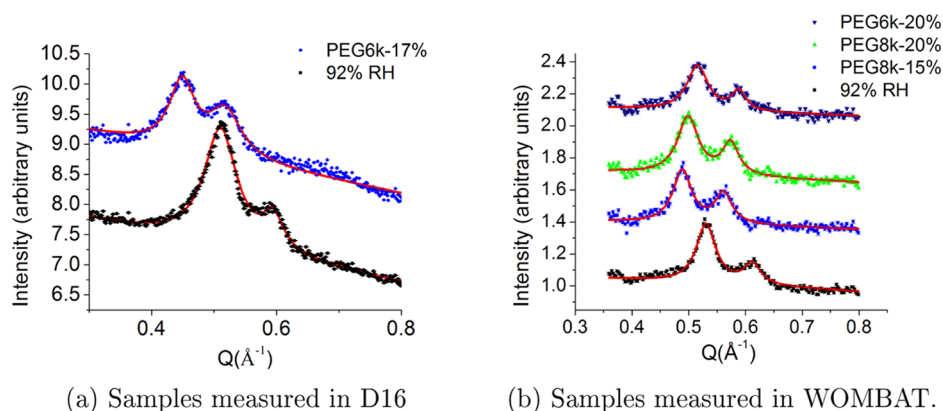 PEG6k-17%
92% RH
10.5
10.0
9.5
9.0
8.5
8.0
7.5
7.0
6.5
Intensity (arbitrary units)
0.4
0.6
0.8
Q(Å⁻¹)
(a) Samples measured in D16
PEG6k-20%
PEG8k-20%
PEG8k-15%
92% RH
2.4
2.2
2.0
1.8
1.6
1.4
1.2
1.0
Intensity (arbitrary units)
0.3
0.4
0.5
0.6
0.7
0.8
Q(Å⁻¹)
(b) Samples measured in WOMBAT.